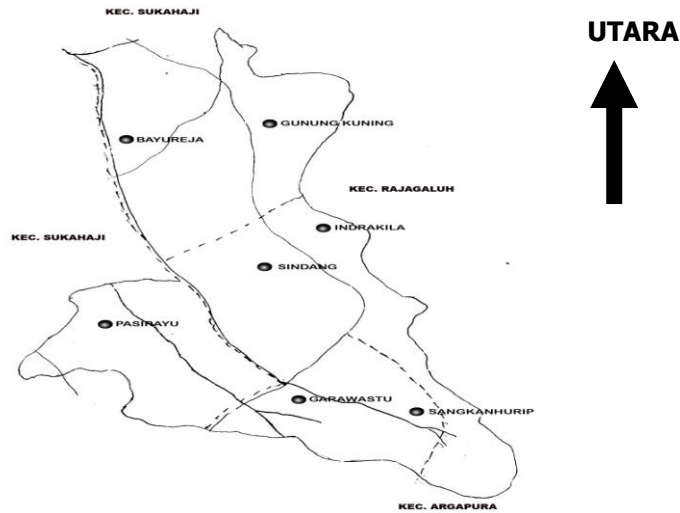 KEC. SUKAHAJI
UTARA
GUNUNG KUNING
BAYUREJA
KEC. RAJAGALUH
INDRAKILA
KEC. SUKAHAJI
SINDANG
PASIRAYU
GARAWASTU
SANGKANHURIP
KEC. ARGAPURA